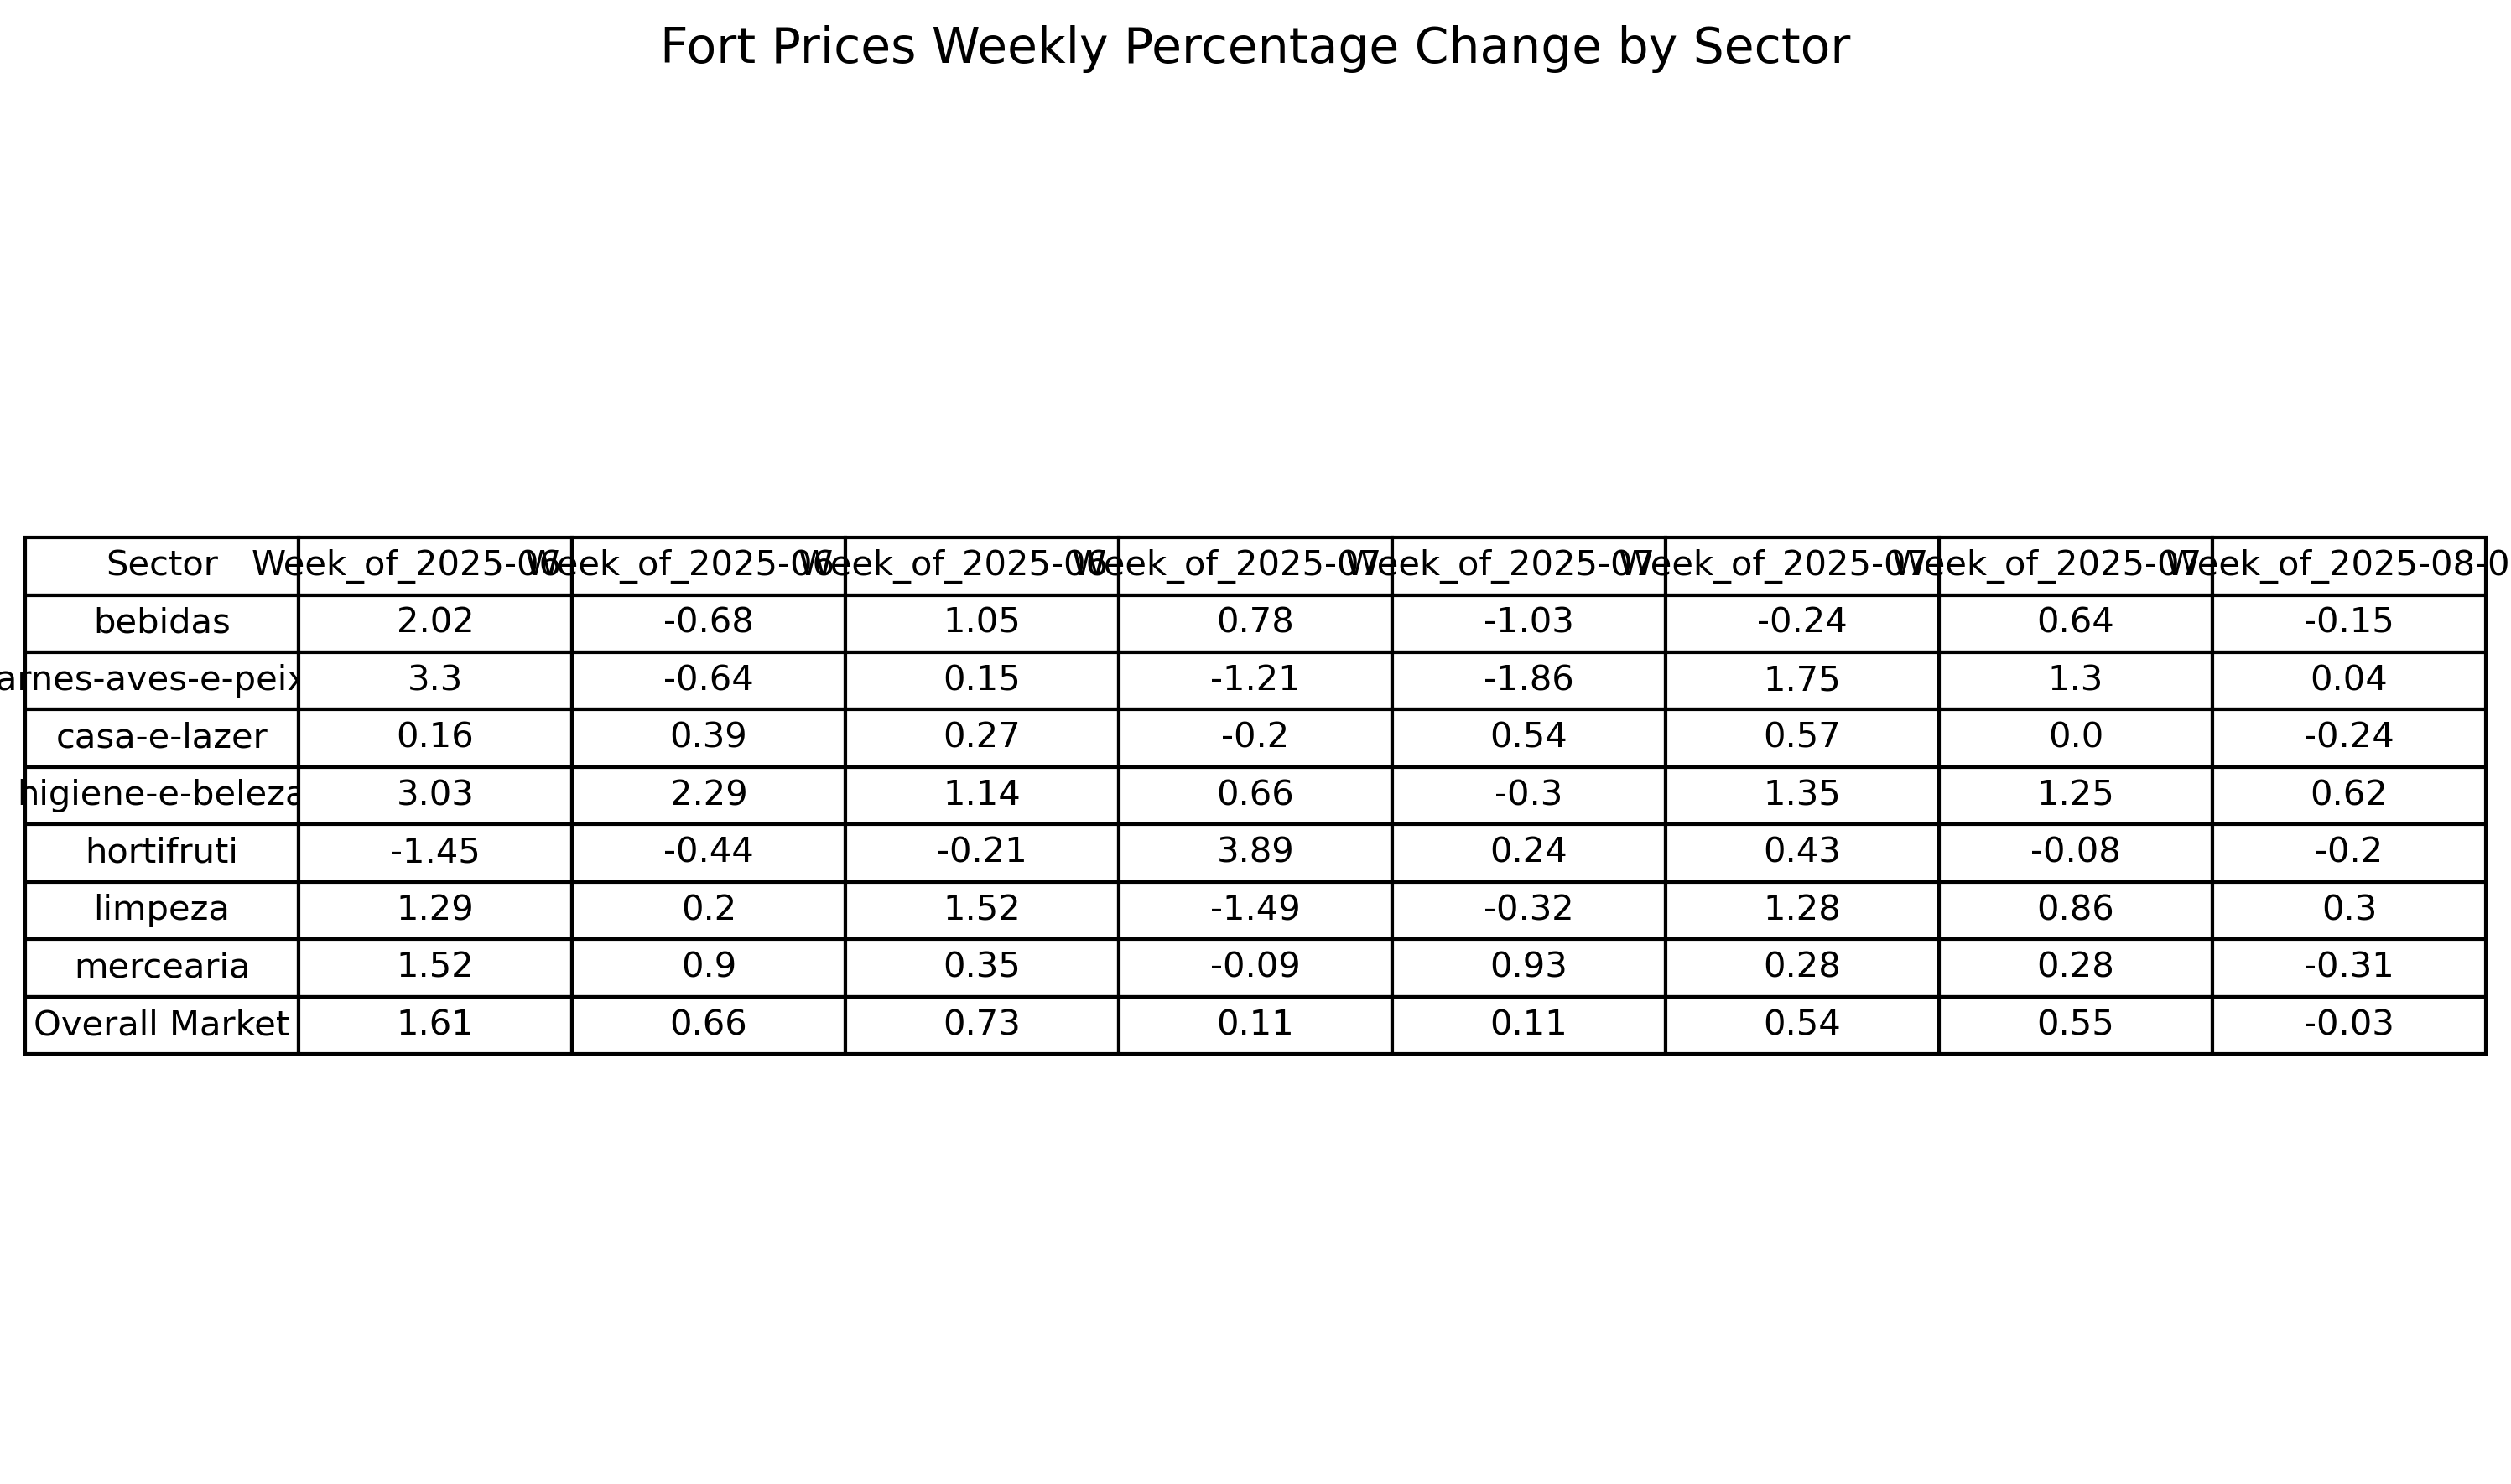 Fort Prices Weekly Percentage Change by Sector
Sector Week_of_2025-06 Week_of_2025-06 Week_of_2025-06 Week_of_2025-07 Week_of_2025-07 Week_of_2025-07 Week_of_2025-07 Week_of_2025-08-0
bebidas 2.02 -0.68 1.05 0.78 -1.03 -0.24 0.64 -0.15
arnes-aves-e-peix 3.3 -0.64 0.15 -1.21 -1.86 1.75 1.3 0.04
casa-e-lazer 0.16 0.39 0.27 -0.2 0.54 0.57 0.0 -0.24
higiene-e-beleza 3.03 2.29 1.14 0.66 -0.3 1.35 1.25 0.62
hortifruti -1.45 -0.44 -0.21 3.89 0.24 0.43 -0.08 -0.2
limpeza 1.29 0.2 1.52 -1.49 -0.32 1.28 0.86 0.3
mercearia 1.52 0.9 0.35 -0.09 0.93 0.28 0.28 -0.31
Overall Market 1.61 0.66 0.73 0.11 0.11 0.54 0.55 -0.03